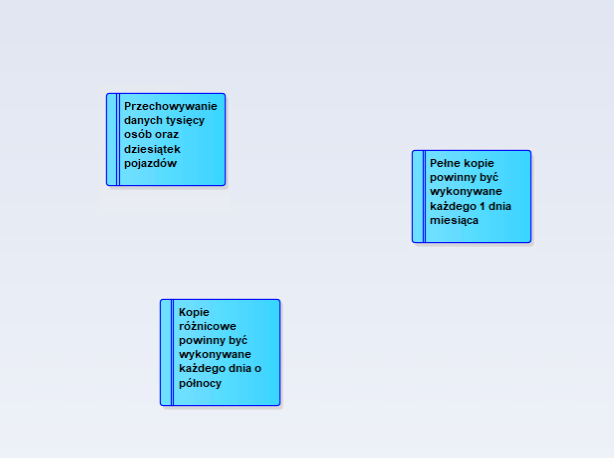 Przechowywanie
danych tysięcy
osób oraz
dziesiątek
pojazdów
Pełne kopie
powinny być
wykonywane
każdego 1 dnia
miesiąca
Kopie
różnicowe
powinny być
wykonywane
każdego dnia o
północy